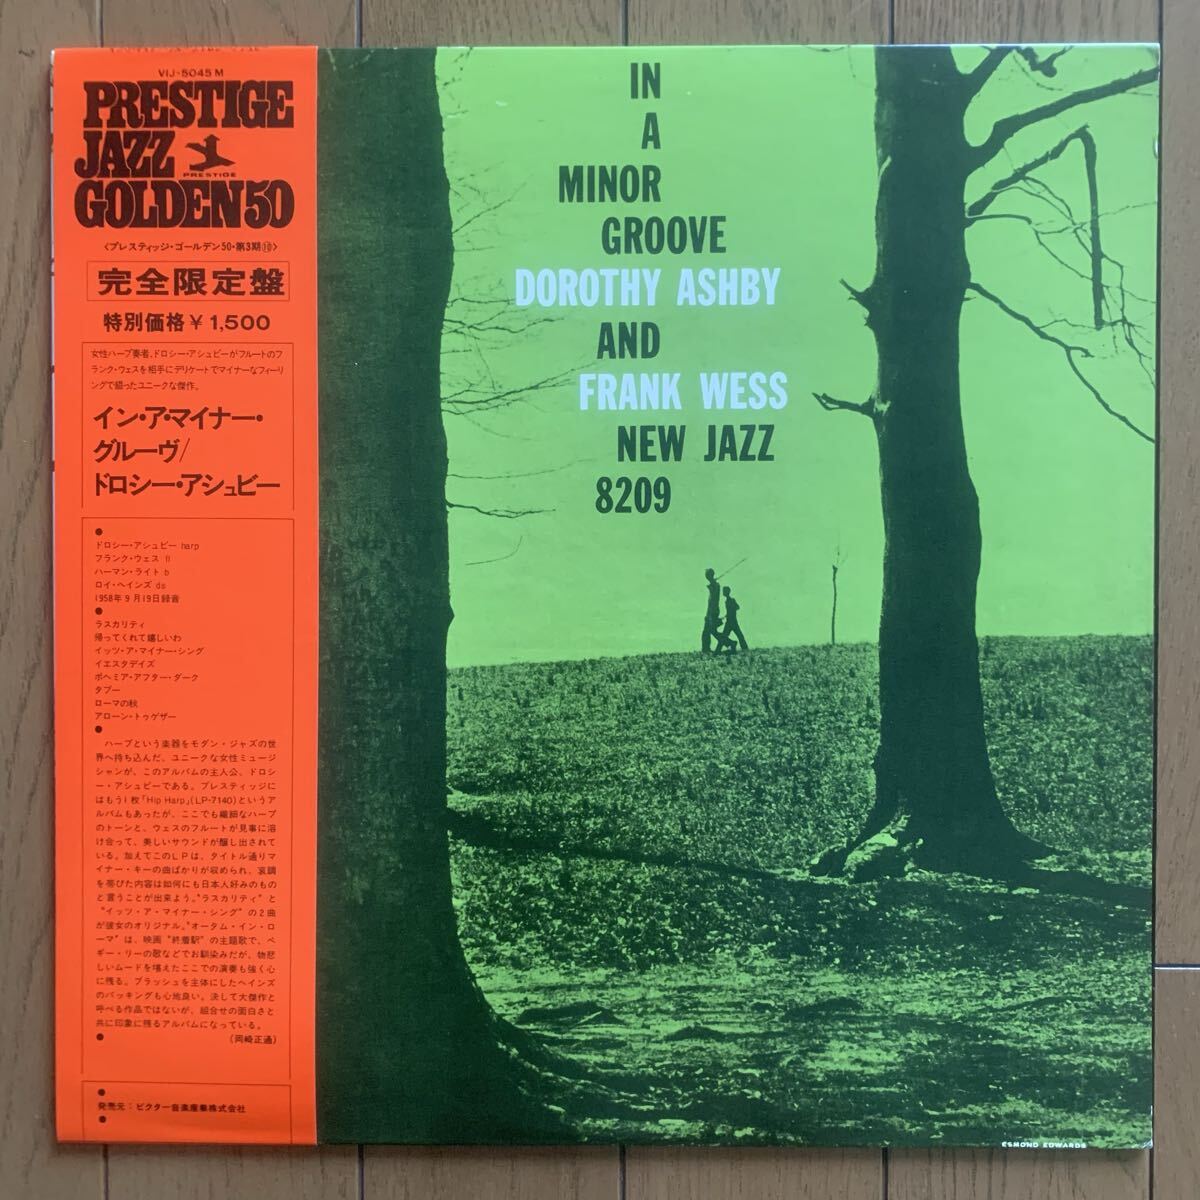 VIJ-5045 M
PRESTIGE
JAZZ
PRESTIGE
GOLDEN 50
〈プレスティッジ・ゴールデン50・第3期⑩〉
完全限定盤
特別価格 ¥ 1,500
女性ハープ奏者、ドロシー・アシュビーがフルートのフ
ランク・ウェスを相手にデリケートでマイナーなフィーリ
ングで綴ったユニークな傑作。
イン・ア・マイナー・
グルーヴ/
ドロシー・アシュビー
●
ドロシー・アシュビー harp
フランク・ウェス fl
ハーマン・ライト b
ロイ・ヘインズ ds
1958年9月19日録音
●
ラスカリティ
帰ってくれて嬉しいわ
イッツ・ア・マイナー・シング
イエスタデイズ
ボヘミア・アフター・ダーク
タブー
ローマの秋
アローン・トゥゲザー
●
ハープという楽器をモダン・ジャズの世
界へ持ち込んだ、ユニークな女性ミュージ
シャンが、このアルバムの主人公、ドロシ
ー・アシュビーである。プレスティッジに
はもう1枚「Hip Harp」(LP-7140)というア
ルバムもあったが、ここでも繊細なハープ
のトーンと、ウェスのフルートが見事に溶
け合って、美しいサウンドが醸し出されて
いる。加えてこのLPは、タイトル通りマ
イナー・キーの曲ばかりが収められ、哀調
を帯びた内容は如何にも日本人好みのもの
と言うことが出来よう。"ラスカリティ"と
"イッツ・ア・マイナー・シング"の2曲
が彼女のオリジナル。"オータム・イン・ロ
ーマ"は、映画"終着駅"の主題歌で、ペ
ギー・リーの歌などでお馴染みだが、物悲
しいムードを堪えたここでの演奏も強く心
に残る。ブラッシュを主体にしたヘインズ
のバッキングも心地良い。決して大傑作と
呼べる作品ではないが、組合せの面白さと
共に印象に残るアルバムになっている。
●
(岡崎正通)
●
発売元:ビクター音楽産業株式会社
●
IN
A
MINOR
GROOVE
DOROTHY ASHBY
AND
FRANK WESS
NEW JAZZ
8209
ESMOND EDWARDS